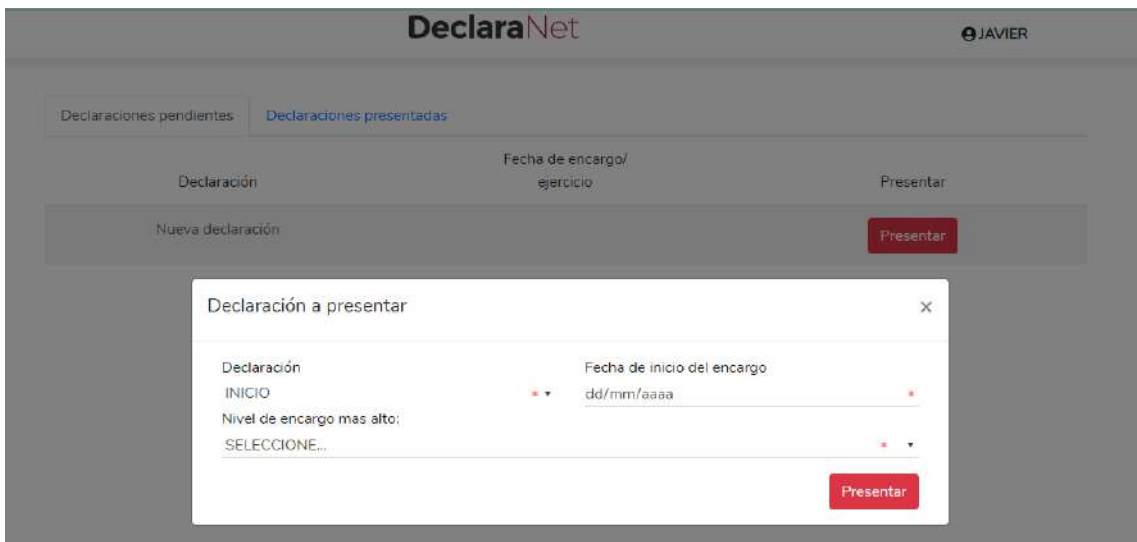 DeclaraNet
JAVIER
Declaraciones pendientes Declaraciones presentadas
Fecha de encargo/
Declaración ejercicio Presentar
Nueva declaración Presentar
Declaración a presentar ×
Declaración Fecha de inicio del encargo
INICIO * dd/mm/aaaa *
Nivel de encargo mas alto:
SELECCIONE... *
Presentar